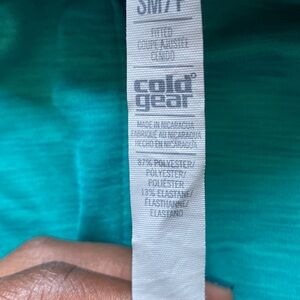 SM/P
FITTED
COUPE AJUSTÉE
CEÑIDO
cold
gear
MADE IN NICARAGUA
FABRIQUÉ AU NICARAGUA
HECHO EN NICARAGUA
87% POLYESTER/
POLYESTER/
POLIÉSTER
13% ELASTANE/
ÉLASTHANNE/
ELASTANO